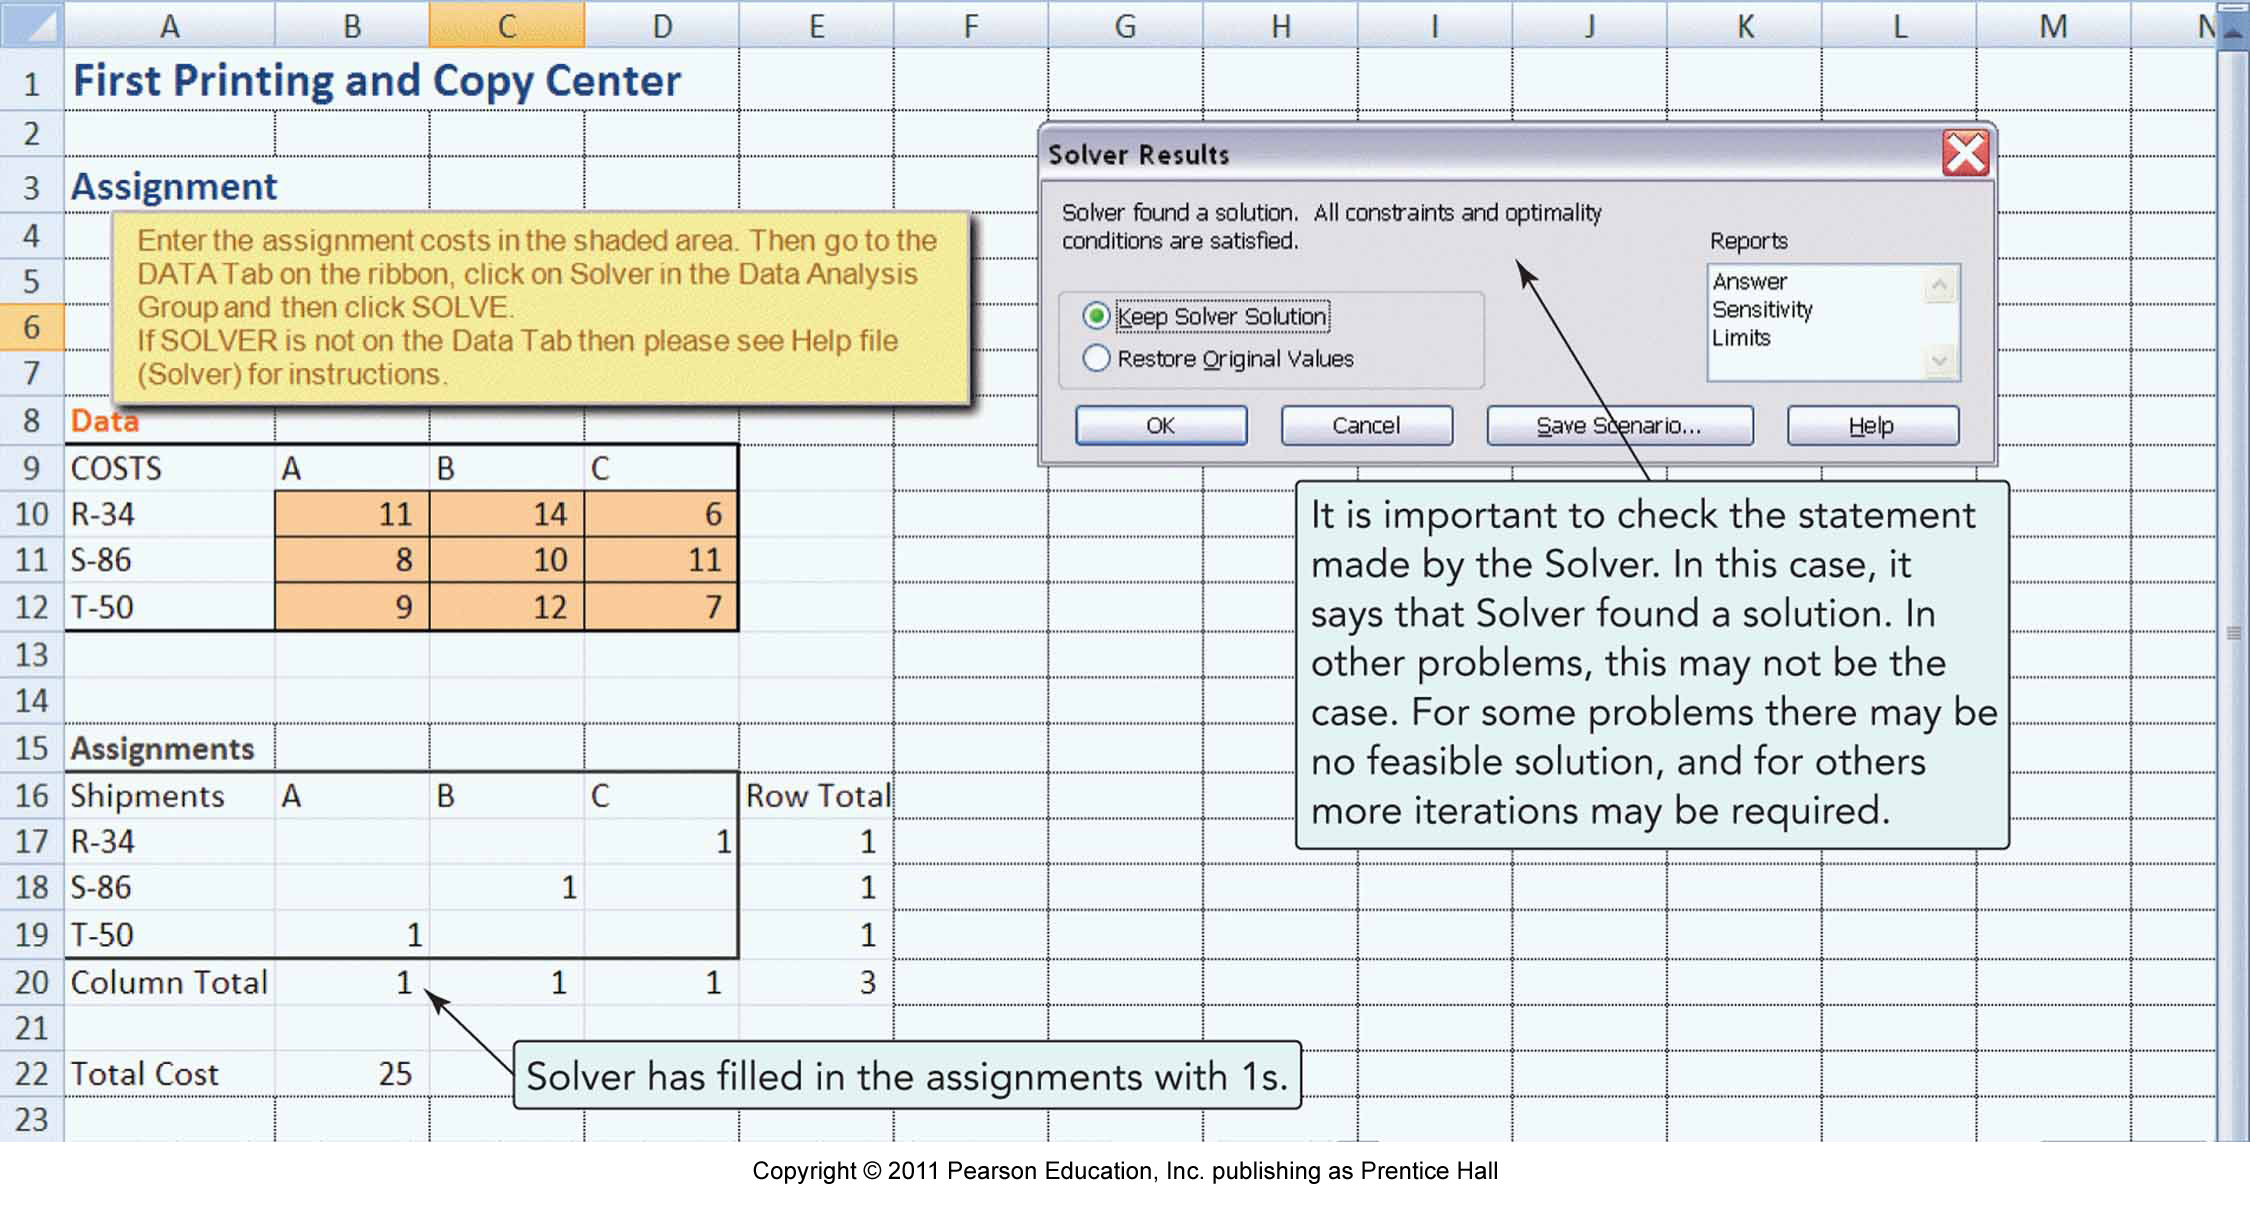 A B C D E F G H I J K L M N
1 First Printing and Copy Center
2
3 Assignment
4
5
6
7
Enter the assignment costs in the shaded area. Then go to the
DATA Tab on the ribbon, click on Solver in the Data Analysis
Group and then click SOLVE.
If SOLVER is not on the Data Tab then please see Help file
(Solver) for instructions.
Solver Results
Solver found a solution. All constraints and optimality
conditions are satisfied.
Reports
Answer
Sensitivity
Limits
Keep Solver Solution
Restore Original Values
OK Cancel Save Scenario... Help
8 Data
9 COSTS A B C
10 R-34 11 14 6
11 S-86 8 10 11
12 T-50 9 12 7
13
14
It is important to check the statement
made by the Solver. In this case, it
says that Solver found a solution. In
other problems, this may not be the
case. For some problems there may be
no feasible solution, and for others
more iterations may be required.
15 Assignments
16 Shipments A B C Row Total
17 R-34 1 1
18 S-86 1 1
19 T-50 1 1
20 Column Total 1 1 1 3
21
22 Total Cost 25
23
Solver has filled in the assignments with 1s.
Copyright © 2011 Pearson Education, Inc. publishing as Prentice Hall